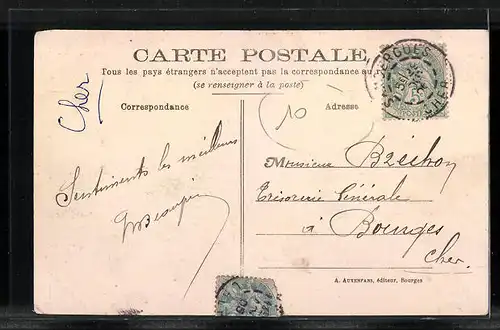 CARTE POSTALE
Tous les pays étrangers n'acceptent pas la correspondance au
(se renseigner à la poste)
Cher
Correspondance
Adresse
10
Sentiments les meilleurs
Monsieur Bréchon
Trésorerie Générale
à Bourges
Cher.
A. AUXENFANS, éditeur, Bourges